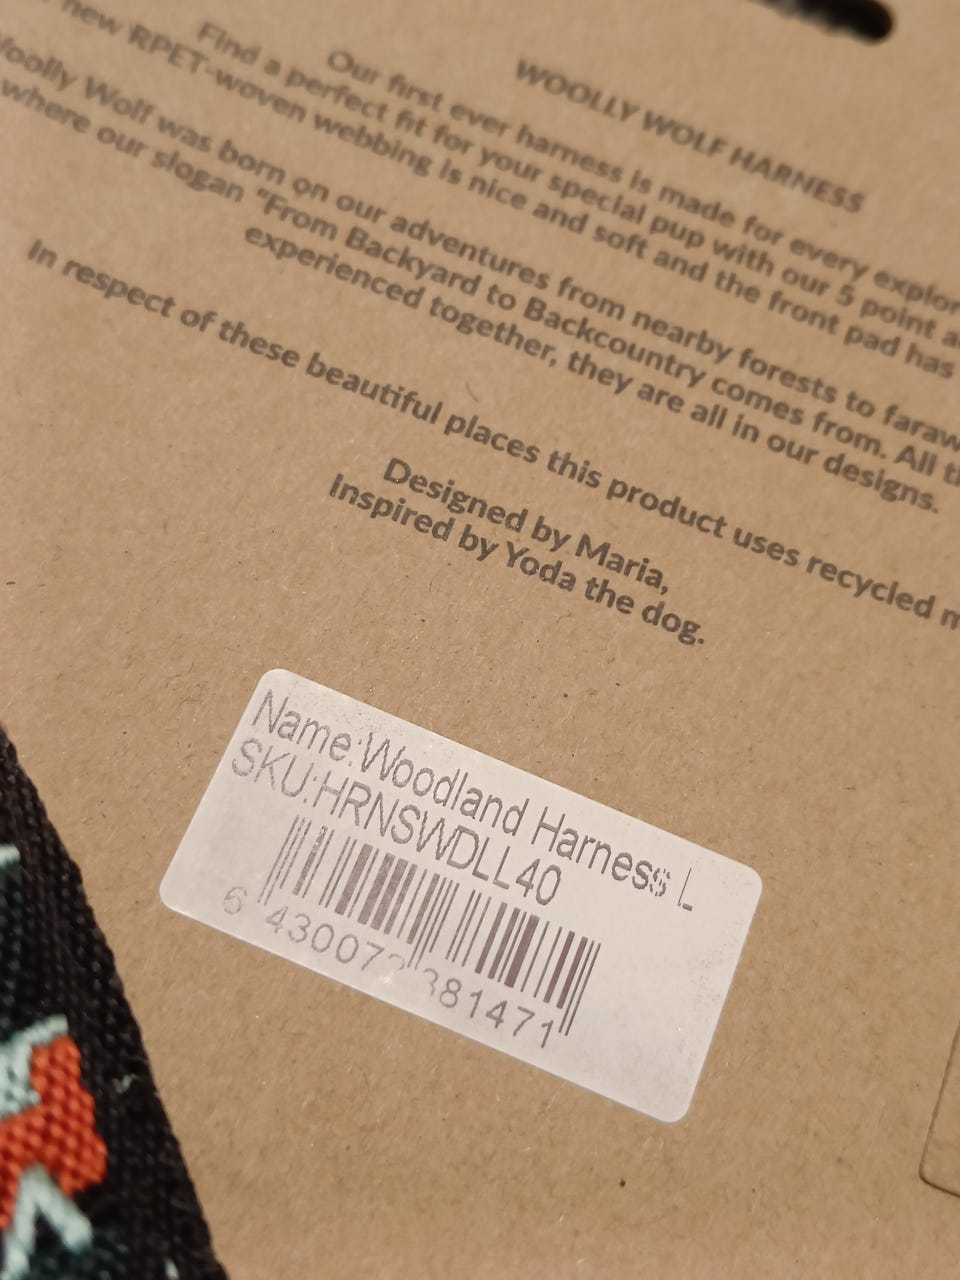 WOOLLY WOLF HARNESS
Our first ever harness is made for every
Find a perfect fit for your special pup with our 5 point
new RPET-woven webbing is nice and soft and the front pad has
Woolly Wolf was born on our adventures from nearby forests to
where our slogan “From Backyard to Backcountry comes from. All
experienced together, they are all in our designs.
In respect of these beautiful places this product uses recycled
Designed by Maria,
Inspired by Yoda the dog.
Name:Woodland Harness L
SKU:HRNSWDLL40